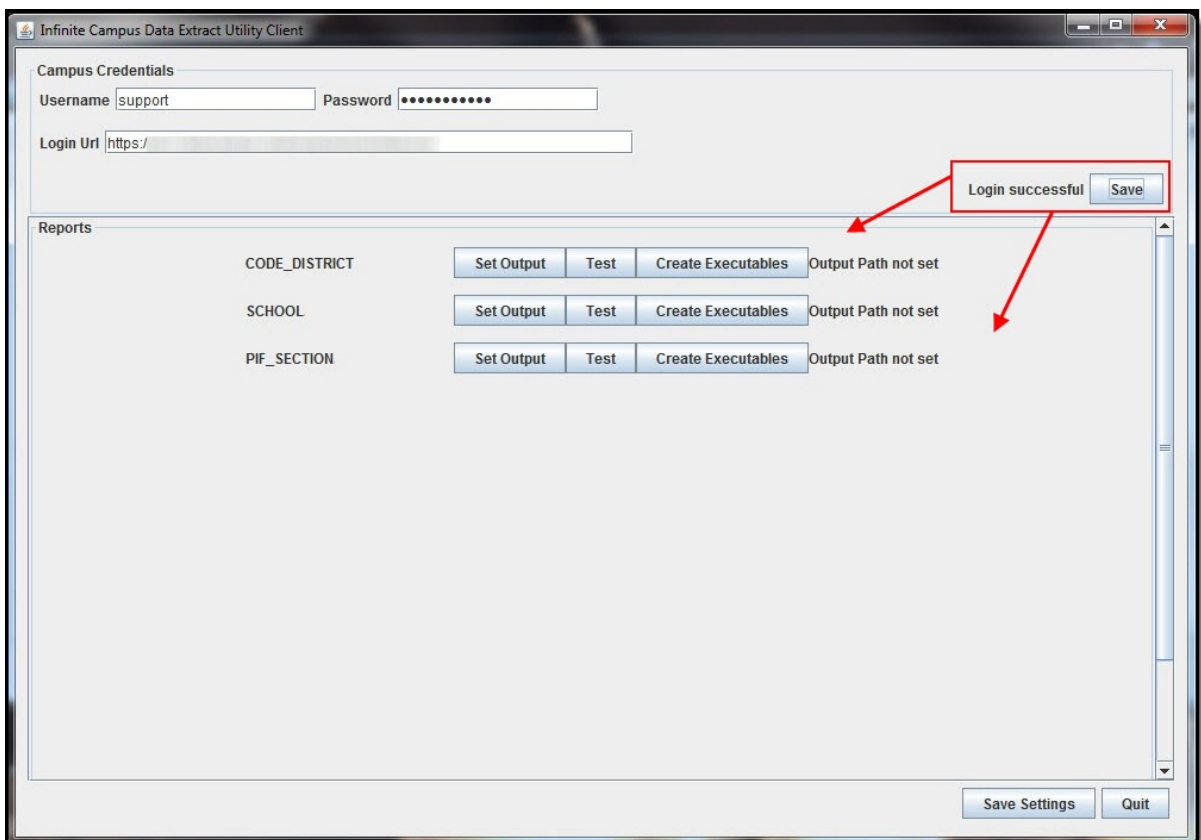 Infinite Campus Data Extract Utility Client
Campus Credentials
Username support Password •••••••••••
Login Url https:/
Login successful Save
Reports
CODE_DISTRICT Set Output Test Create Executables Output Path not set
SCHOOL Set Output Test Create Executables Output Path not set
PIF_SECTION Set Output Test Create Executables Output Path not set
Save Settings Quit